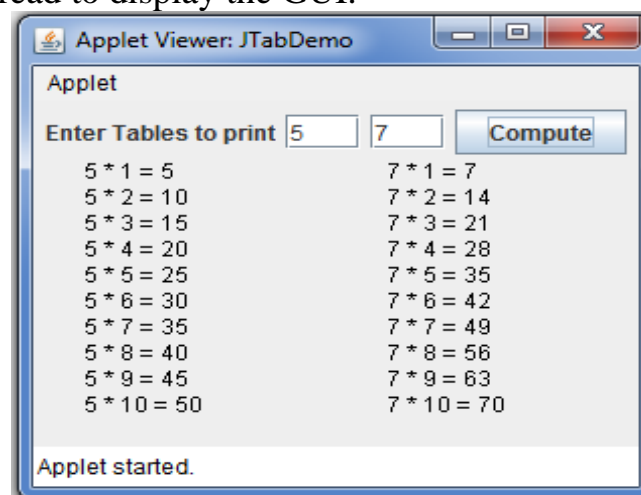 read to display the GUI.
Applet Viewer: JTabDemo
Applet
Enter Tables to print 5 7 Compute
5 * 1 = 5 7 * 1 = 7
5 * 2 = 10 7 * 2 = 14
5 * 3 = 15 7 * 3 = 21
5 * 4 = 20 7 * 4 = 28
5 * 5 = 25 7 * 5 = 35
5 * 6 = 30 7 * 6 = 42
5 * 7 = 35 7 * 7 = 49
5 * 8 = 40 7 * 8 = 56
5 * 9 = 45 7 * 9 = 63
5 * 10 = 50 7 * 10 = 70
Applet started.